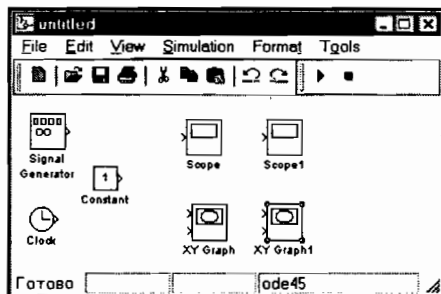 untitled
File Edit View Simulation Format Tools
Signal Generator
1
Constant
Clock
Scope
Scope1
XY Graph
XY Graph1
Готово
ode45